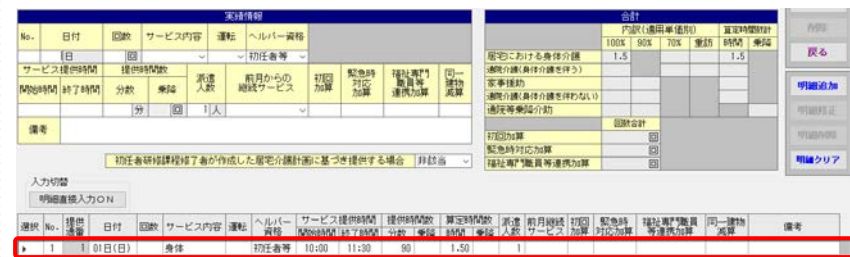 実績情報
No. 日付 回数 サービス内容 運転 ヘルパー資格
日 回 初任者等
サービス提供時間 提供時間数 派遣人数 前月からの継続サービス 初回加算 緊急時対応加算 福祉専門職員等連携加算 同一建物減算
開始時間 終了時間 分数 乗降
分 回 1 人
備考
初任者研修課程修了者が作成した居宅介護計画に基づき提供する場合 非該当
合計
内訳(適用単価別) 算定時間数計
100% 90% 70% 重訪 時間 乗降
居宅における身体介護 1.5 1.5
通院介護(身体介護を伴う)
家事援助
通院介護(身体介護を伴わない)
通院等乗降介助
回数合計
初回加算 回
緊急時対応加算 回
福祉専門職員等連携加算 回
削除
戻る
明細追加
明細修正
明細削除
明細クリア
入力切替
明細直接入力ON
選択 No. 提供通番 日付 回数 サービス内容 運転 ヘルパー資格 サービス提供時間 提供時間数 算定時間数 派遣人数 前月継続サービス 初回加算 緊急時対応加算 福祉専門職員等連携加算 同一建物減算 備考
開始時間 終了時間 分数 乗降 時間 乗降
1 1 01日(日) 身体 初任者等 10:00 11:30 90 1.50 1